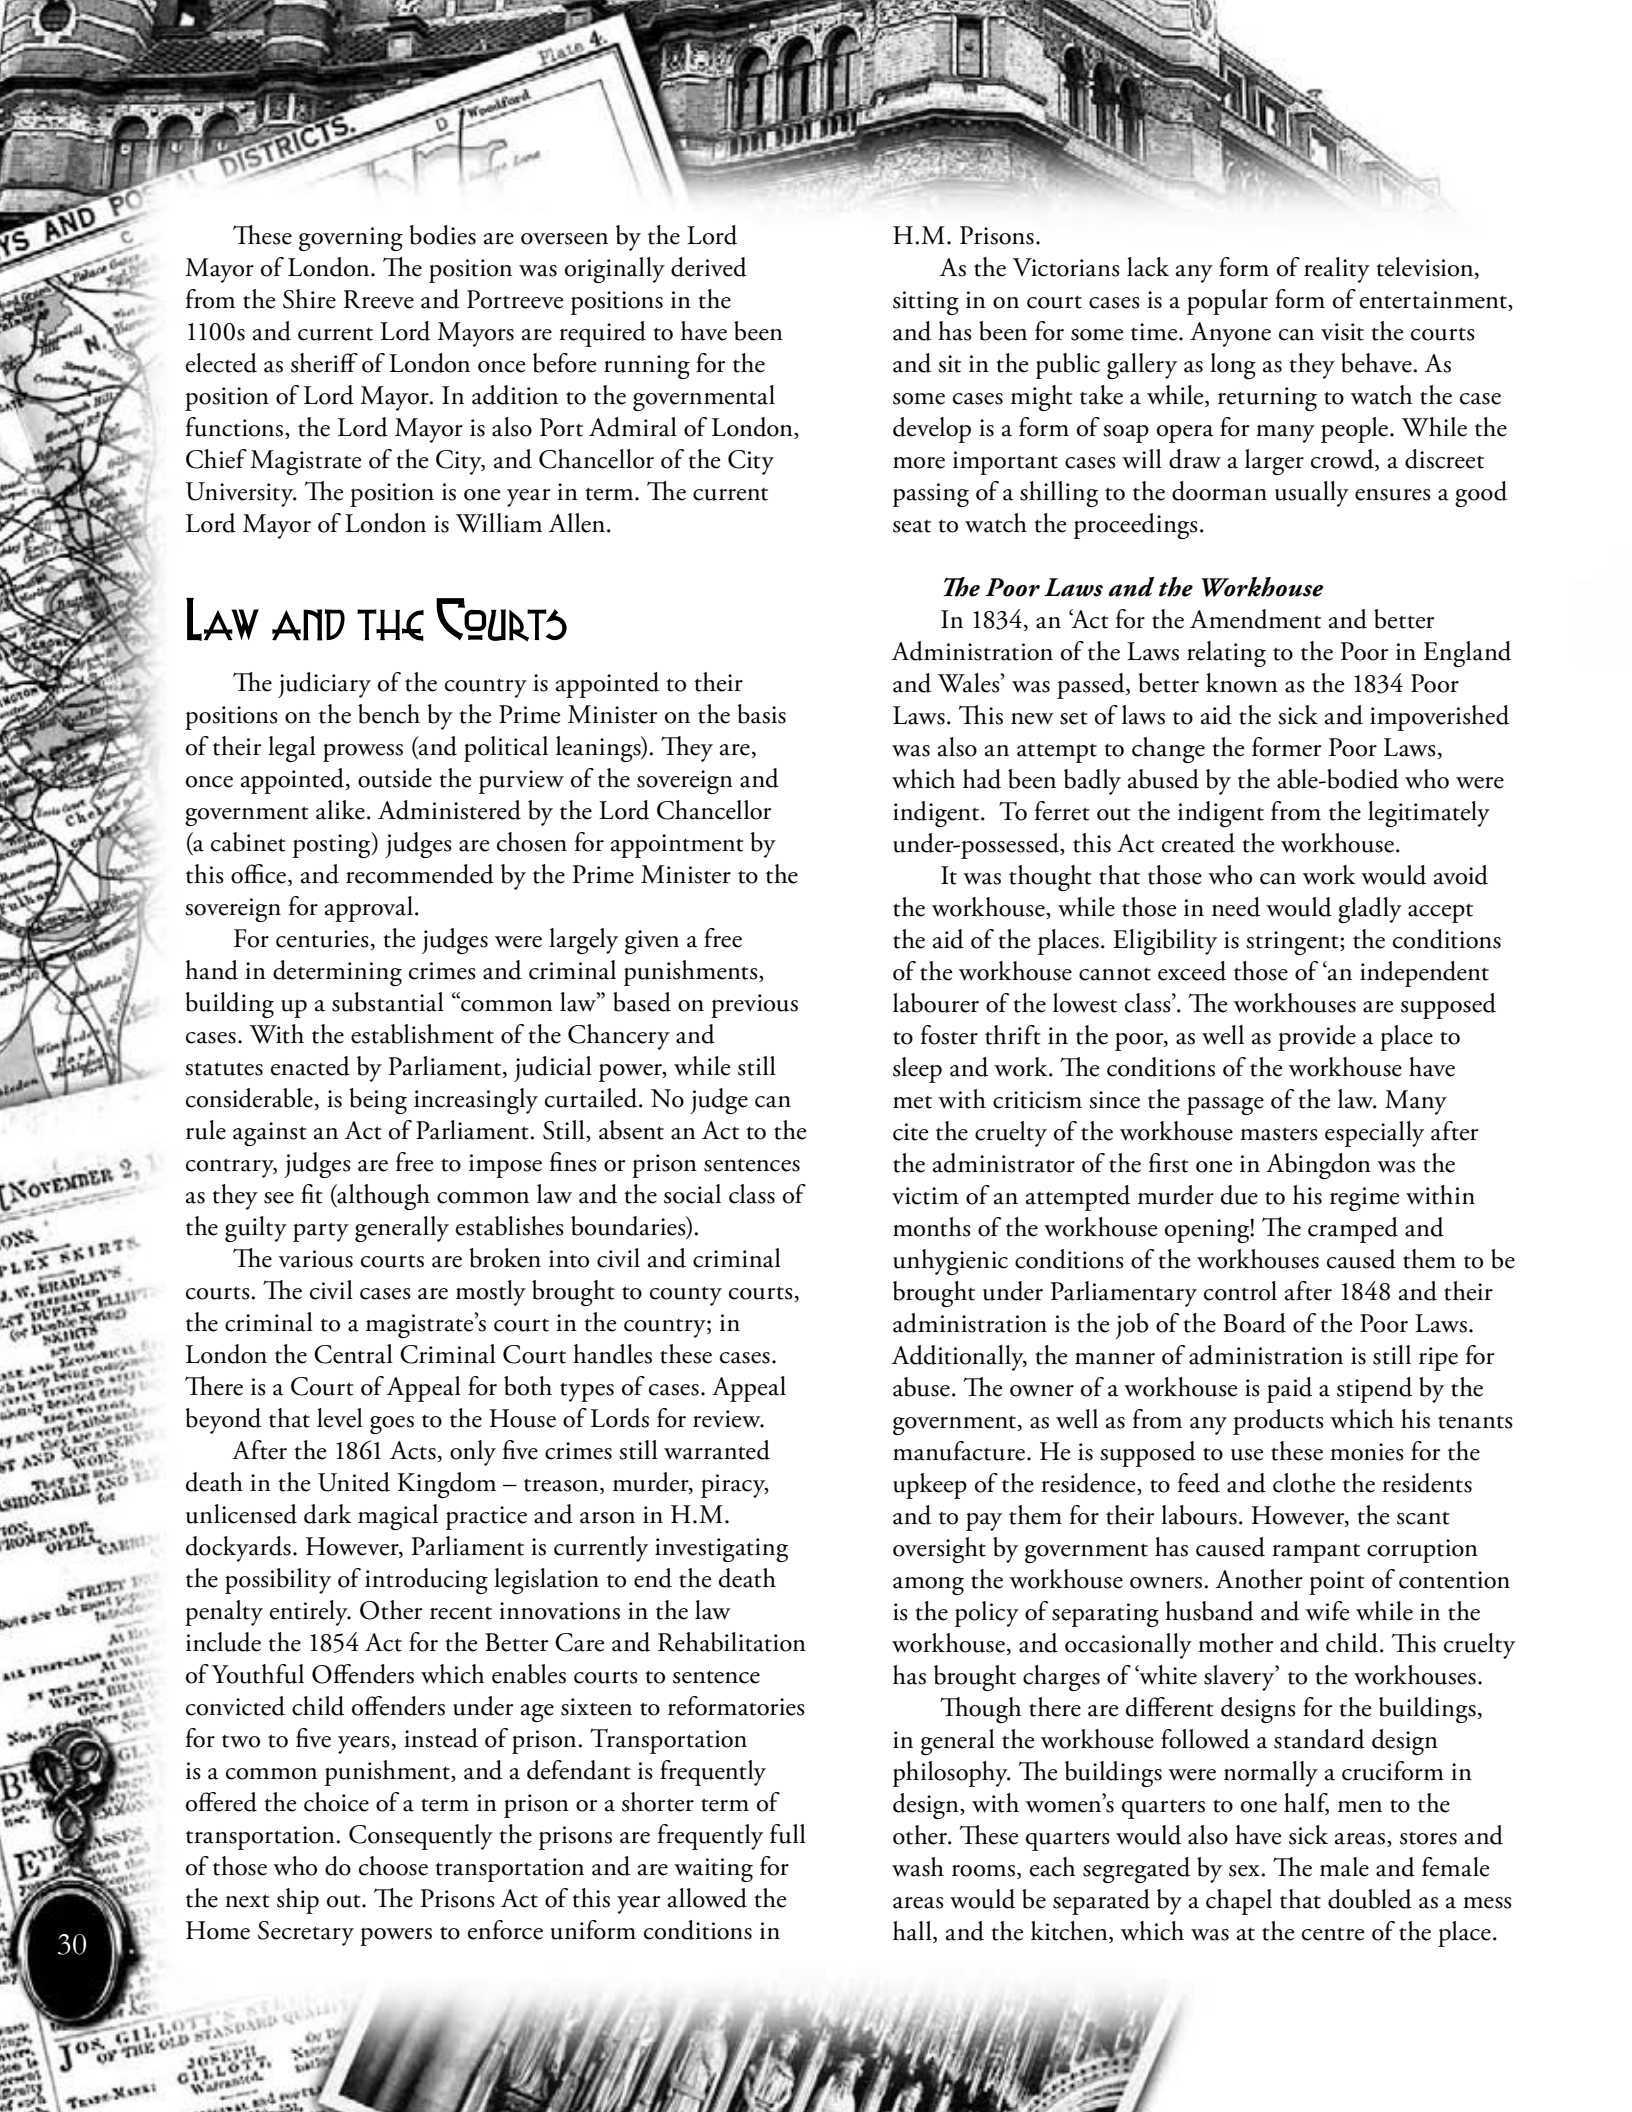 Plate 4.
D
Woodford
DISTRICTS.
YS AND PO
C
N.
These governing bodies are overseen by the Lord
Mayor of London. The position was originally derived
from the Shire Rreeve and Portreeve positions in the
1100s and current Lord Mayors are required to have been
elected as sheriff of London once before running for the
position of Lord Mayor. In addition to the governmental
functions, the Lord Mayor is also Port Admiral of London,
Chief Magistrate of the City, and Chancellor of the City
University. The position is one year in term. The current
Lord Mayor of London is William Allen.
Law and the Courts
The judiciary of the country is appointed to their
positions on the bench by the Prime Minister on the basis
of their legal prowess (and political leanings). They are,
once appointed, outside the purview of the sovereign and
government alike. Administered by the Lord Chancellor
(a cabinet posting) judges are chosen for appointment by
this office, and recommended by the Prime Minister to the
sovereign for approval.
For centuries, the judges were largely given a free
hand in determining crimes and criminal punishments,
building up a substantial “common law” based on previous
cases. With the establishment of the Chancery and
statutes enacted by Parliament, judicial power, while still
considerable, is being increasingly curtailed. No judge can
rule against an Act of Parliament. Still, absent an Act to the
contrary, judges are free to impose fines or prison sentences
as they see fit (although common law and the social class of
the guilty party generally establishes boundaries).
The various courts are broken into civil and criminal
courts. The civil cases are mostly brought to county courts,
the criminal to a magistrate’s court in the country; in
London the Central Criminal Court handles these cases.
There is a Court of Appeal for both types of cases. Appeal
beyond that level goes to the House of Lords for review.
After the 1861 Acts, only five crimes still warranted
death in the United Kingdom – treason, murder, piracy,
unlicensed dark magical practice and arson in H.M.
dockyards. However, Parliament is currently investigating
the possibility of introducing legislation to end the death
penalty entirely. Other recent innovations in the law
include the 1854 Act for the Better Care and Rehabilitation
of Youthful Offenders which enables courts to sentence
convicted child offenders under age sixteen to reformatories
for two to five years, instead of prison. Transportation
is a common punishment, and a defendant is frequently
offered the choice of a term in prison or a shorter term of
transportation. Consequently the prisons are frequently full
of those who do choose transportation and are waiting for
the next ship out. The Prisons Act of this year allowed the
Home Secretary powers to enforce uniform conditions in
H.M. Prisons.
As the Victorians lack any form of reality television,
sitting in on court cases is a popular form of entertainment,
and has been for some time. Anyone can visit the courts
and sit in the public gallery as long as they behave. As
some cases might take a while, returning to watch the case
develop is a form of soap opera for many people. While the
more important cases will draw a larger crowd, a discreet
passing of a shilling to the doorman usually ensures a good
seat to watch the proceedings.
The Poor Laws and the Workhouse
In 1834, an ‘Act for the Amendment and better
Administration of the Laws relating to the Poor in England
and Wales’ was passed, better known as the 1834 Poor
Laws. This new set of laws to aid the sick and impoverished
was also an attempt to change the former Poor Laws,
which had been badly abused by the able-bodied who were
indigent. To ferret out the indigent from the legitimately
under-possessed, this Act created the workhouse.
It was thought that those who can work would avoid
the workhouse, while those in need would gladly accept
the aid of the places. Eligibility is stringent; the conditions
of the workhouse cannot exceed those of ‘an independent
labourer of the lowest class’. The workhouses are supposed
to foster thrift in the poor, as well as provide a place to
sleep and work. The conditions of the workhouse have
met with criticism since the passage of the law. Many
cite the cruelty of the workhouse masters especially after
the administrator of the first one in Abingdon was the
victim of an attempted murder due to his regime within
months of the workhouse opening! The cramped and
unhygienic conditions of the workhouses caused them to be
brought under Parliamentary control after 1848 and their
administration is the job of the Board of the Poor Laws.
Additionally, the manner of administration is still ripe for
abuse. The owner of a workhouse is paid a stipend by the
government, as well as from any products which his tenants
manufacture. He is supposed to use these monies for the
upkeep of the residence, to feed and clothe the residents
and to pay them for their labours. However, the scant
oversight by government has caused rampant corruption
among the workhouse owners. Another point of contention
is the policy of separating husband and wife while in the
workhouse, and occasionally mother and child. This cruelty
has brought charges of ‘white slavery’ to the workhouses.
Though there are different designs for the buildings,
in general the workhouse followed a standard design
philosophy. The buildings were normally a cruciform in
design, with women’s quarters to one half, men to the
other. These quarters would also have sick areas, stores and
wash rooms, each segregated by sex. The male and female
areas would be separated by a chapel that doubled as a mess
hall, and the kitchen, which was at the centre of the place.
[NOVEMBER 2,
PLEX SKIRTS
J. W. BRADLEY'S
CELEBRATED
DUPLEX ELLIPT
(or Double Spring)
SKIRTS
30
JOS. GILLOTT'S
OF THE OLD STANDARD QUALITY
JOSEPH
TRADE MARK:
GILLOTT,
Warranted.